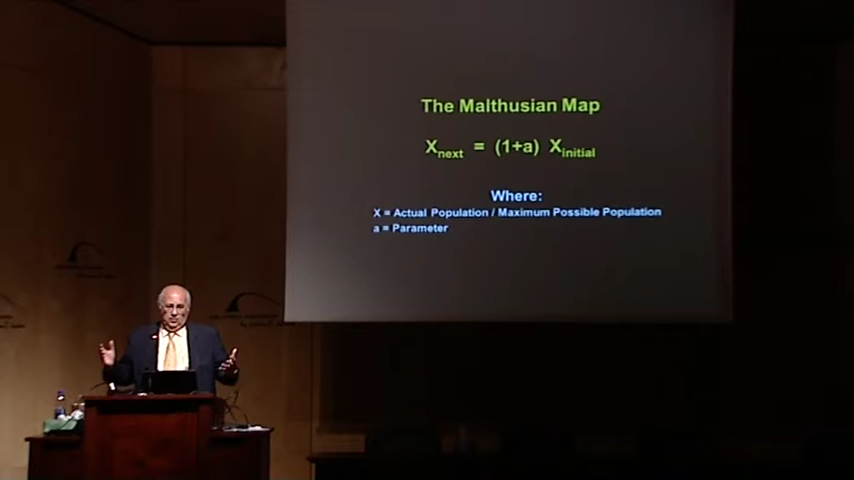 The Malthusian Map
Xnext = (1+a) Xinitial
Where:
X = Actual Population / Maximum Possible Population
a = Parameter